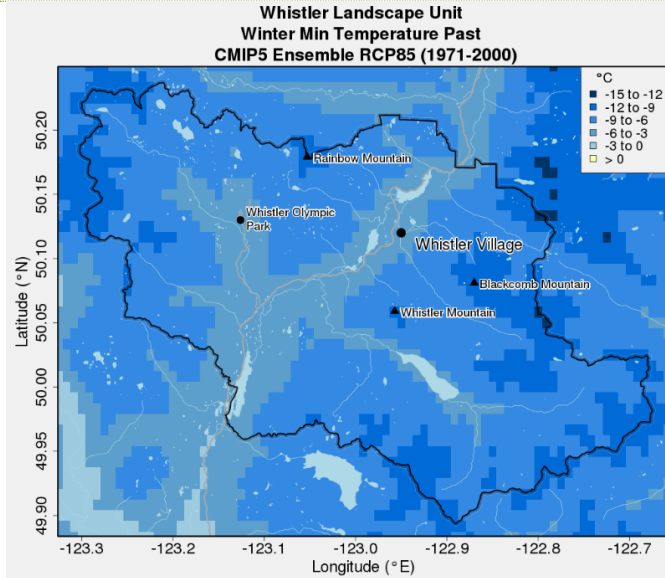 Whistler Landscape Unit
Winter Min Temperature Past
CMIP5 Ensemble RCP85 (1971-2000)
°C
-15 to -12
-12 to -9
-9 to -6
-6 to -3
-3 to 0
> 0
Rainbow Mountain
Whistler Olympic
Park
Whistler Village
Blackcomb Mountain
Whistler Mountain
Latitude (°N)
50.20
50.15
50.10
50.05
50.00
49.95
49.90
-123.3
-123.2
-123.1
-123.0
-122.9
-122.8
-122.7
Longitude (°E)